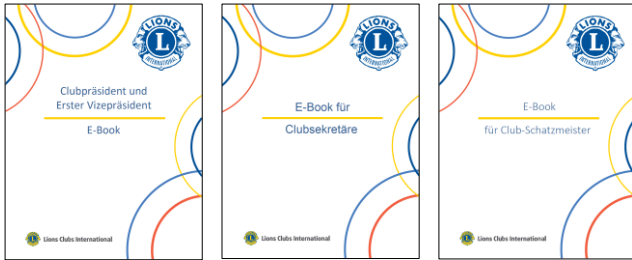 LIONS
L
INTERNATIONAL
Clubpräsident und
Erster Vizepräsident
E-Book
Lions Clubs International
LIONS
L
INTERNATIONAL
E-Book für
Clubsekretäre
Lions Clubs International
LIONS
L
INTERNATIONAL
E-Book
für Club-Schatzmeister
Lions Clubs International